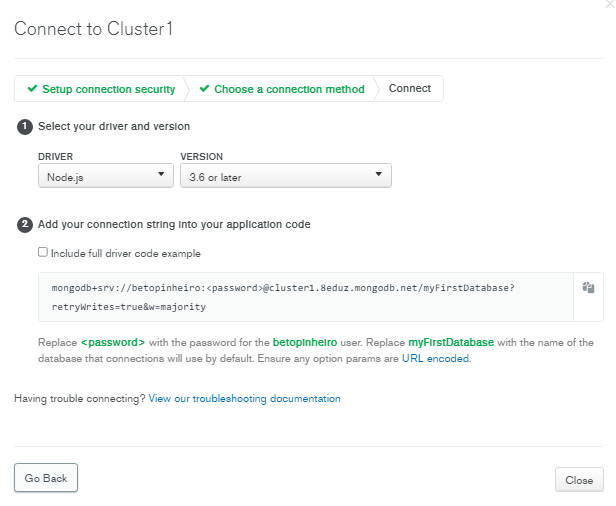 Connect to Cluster1
✔ Setup connection security
✔ Choose a connection method
Connect
1 Select your driver and version
DRIVER
VERSION
Node.js
3.6 or later
2 Add your connection string into your application code
Include full driver code example
mongodb+srv://betopinheiro:<password>@cluster1.8eduz.mongodb.net/myFirstDatabase?
retryWrites=true&w=majority
Replace <password> with the password for the betopinheiro user. Replace myFirstDatabase with the name of the
database that connections will use by default. Ensure any option params are URL encoded.
Having trouble connecting? View our troubleshooting documentation
Go Back
Close